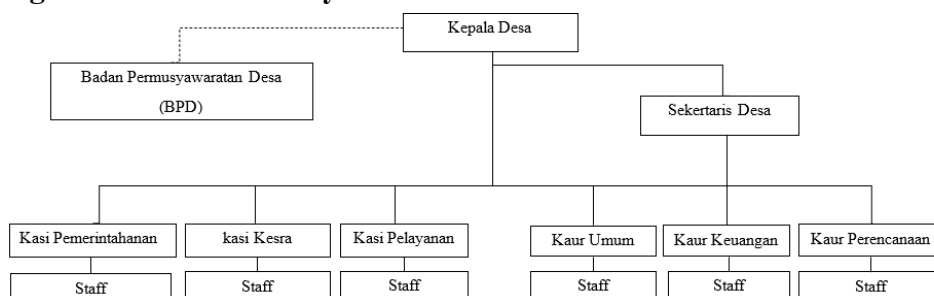 Kepala Desa
Badan Permusyawaratan Desa
(BPD)
Sekertaris Desa
Kasi Pemerintahanan
kasi Kesra
Kasi Pelayanan
Kaur Umum
Kaur Keuangan
Kaur Perencanaan
Staff
Staff
Staff
Staff
Staff
Staff